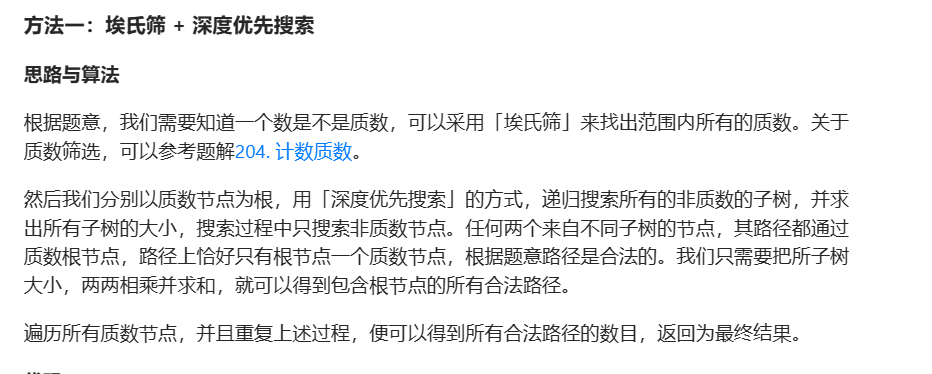 方法一：埃氏筛 + 深度优先搜索
思路与算法
根据题意，我们需要知道一个数是不是质数，可以采用「埃氏筛」来找出范围内所有的质数。关于
质数筛选，可以参考题解204. 计数质数。
然后我们分别以质数节点为根，用「深度优先搜索」的方式，递归搜索所有的非质数的子树，并求
出所有子树的大小，搜索过程中只搜索非质数节点。任何两个来自不同子树的节点，其路径都通过
质数根节点，路径上恰好只有根节点一个质数节点，根据题意路径是合法的。我们只需要把所子树
大小，两两相乘并求和，就可以得到包含根节点的所有合法路径。
遍历所有质数节点，并且重复上述过程，便可以得到所有合法路径的数目，返回为最终结果。